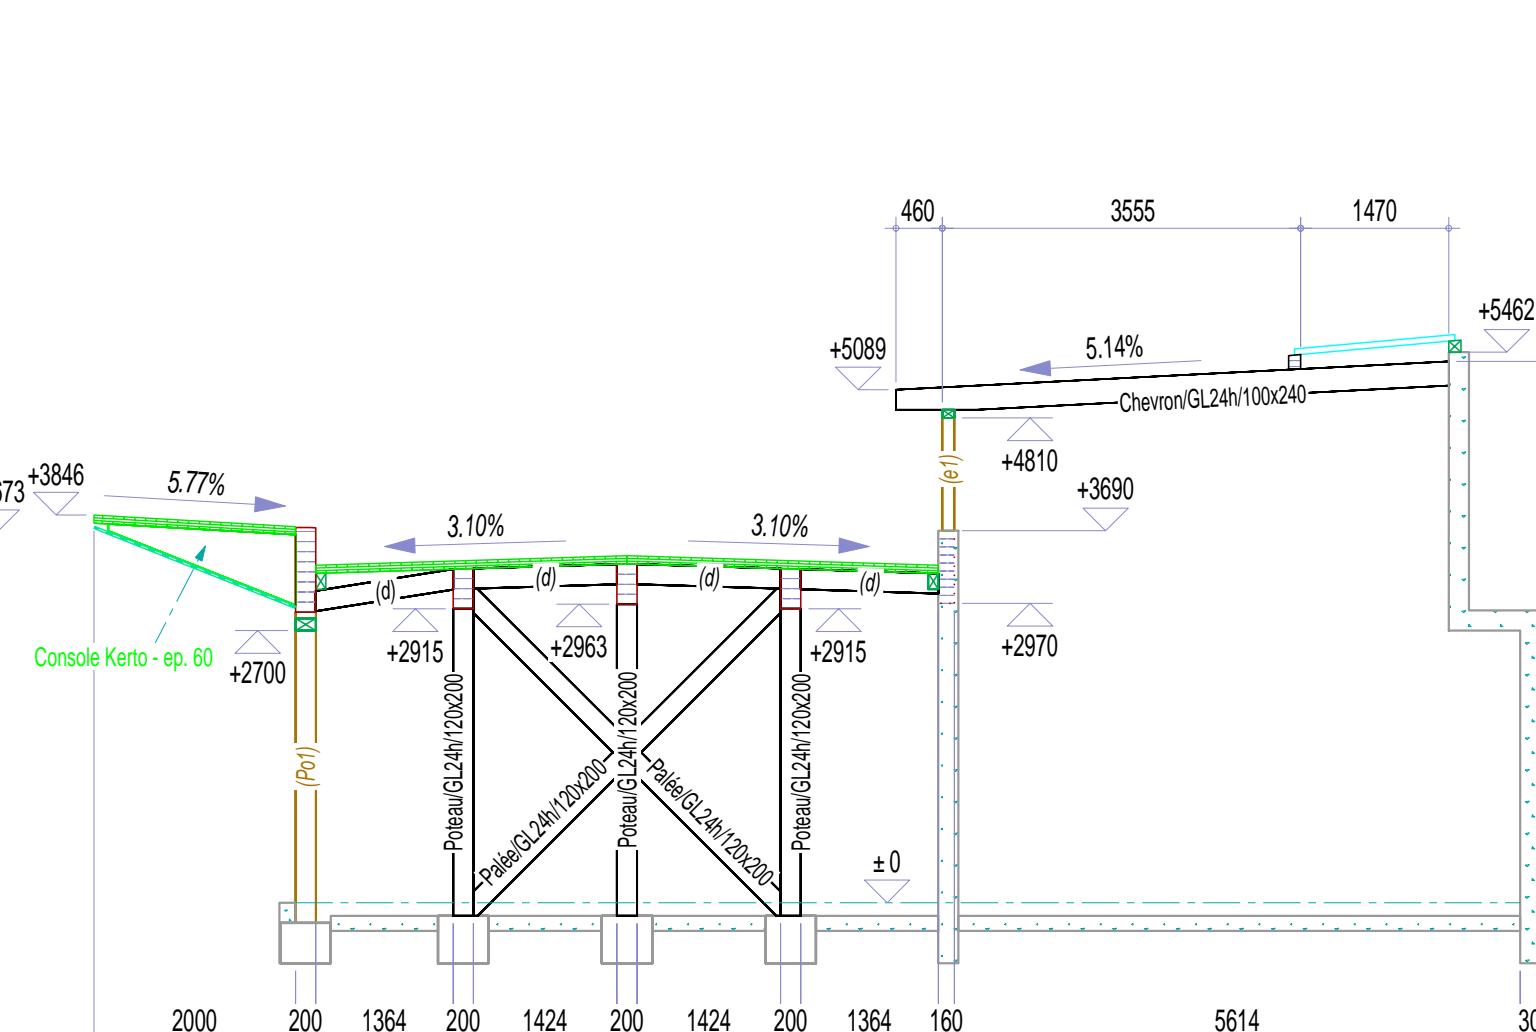 460
3555
1470
+5462
+5089
5.14%
Chevron/GL24h/100x240
+4810
(e1)
+3690
673
+3846
5.77%
3.10%
3.10%
(d)
(d)
(d)
(d)
+2915
+2963
+2915
+2970
Console Kerto - ep. 60
+2700
(Po1)
Poteau/GL24h/120x200
Palée/GL24h/120x200
Poteau/GL24h/120x200
Palée/GL24h/120x200
Poteau/GL24h/120x200
± 0
2000
200
1364
200
1424
200
1424
200
1364
160
5614